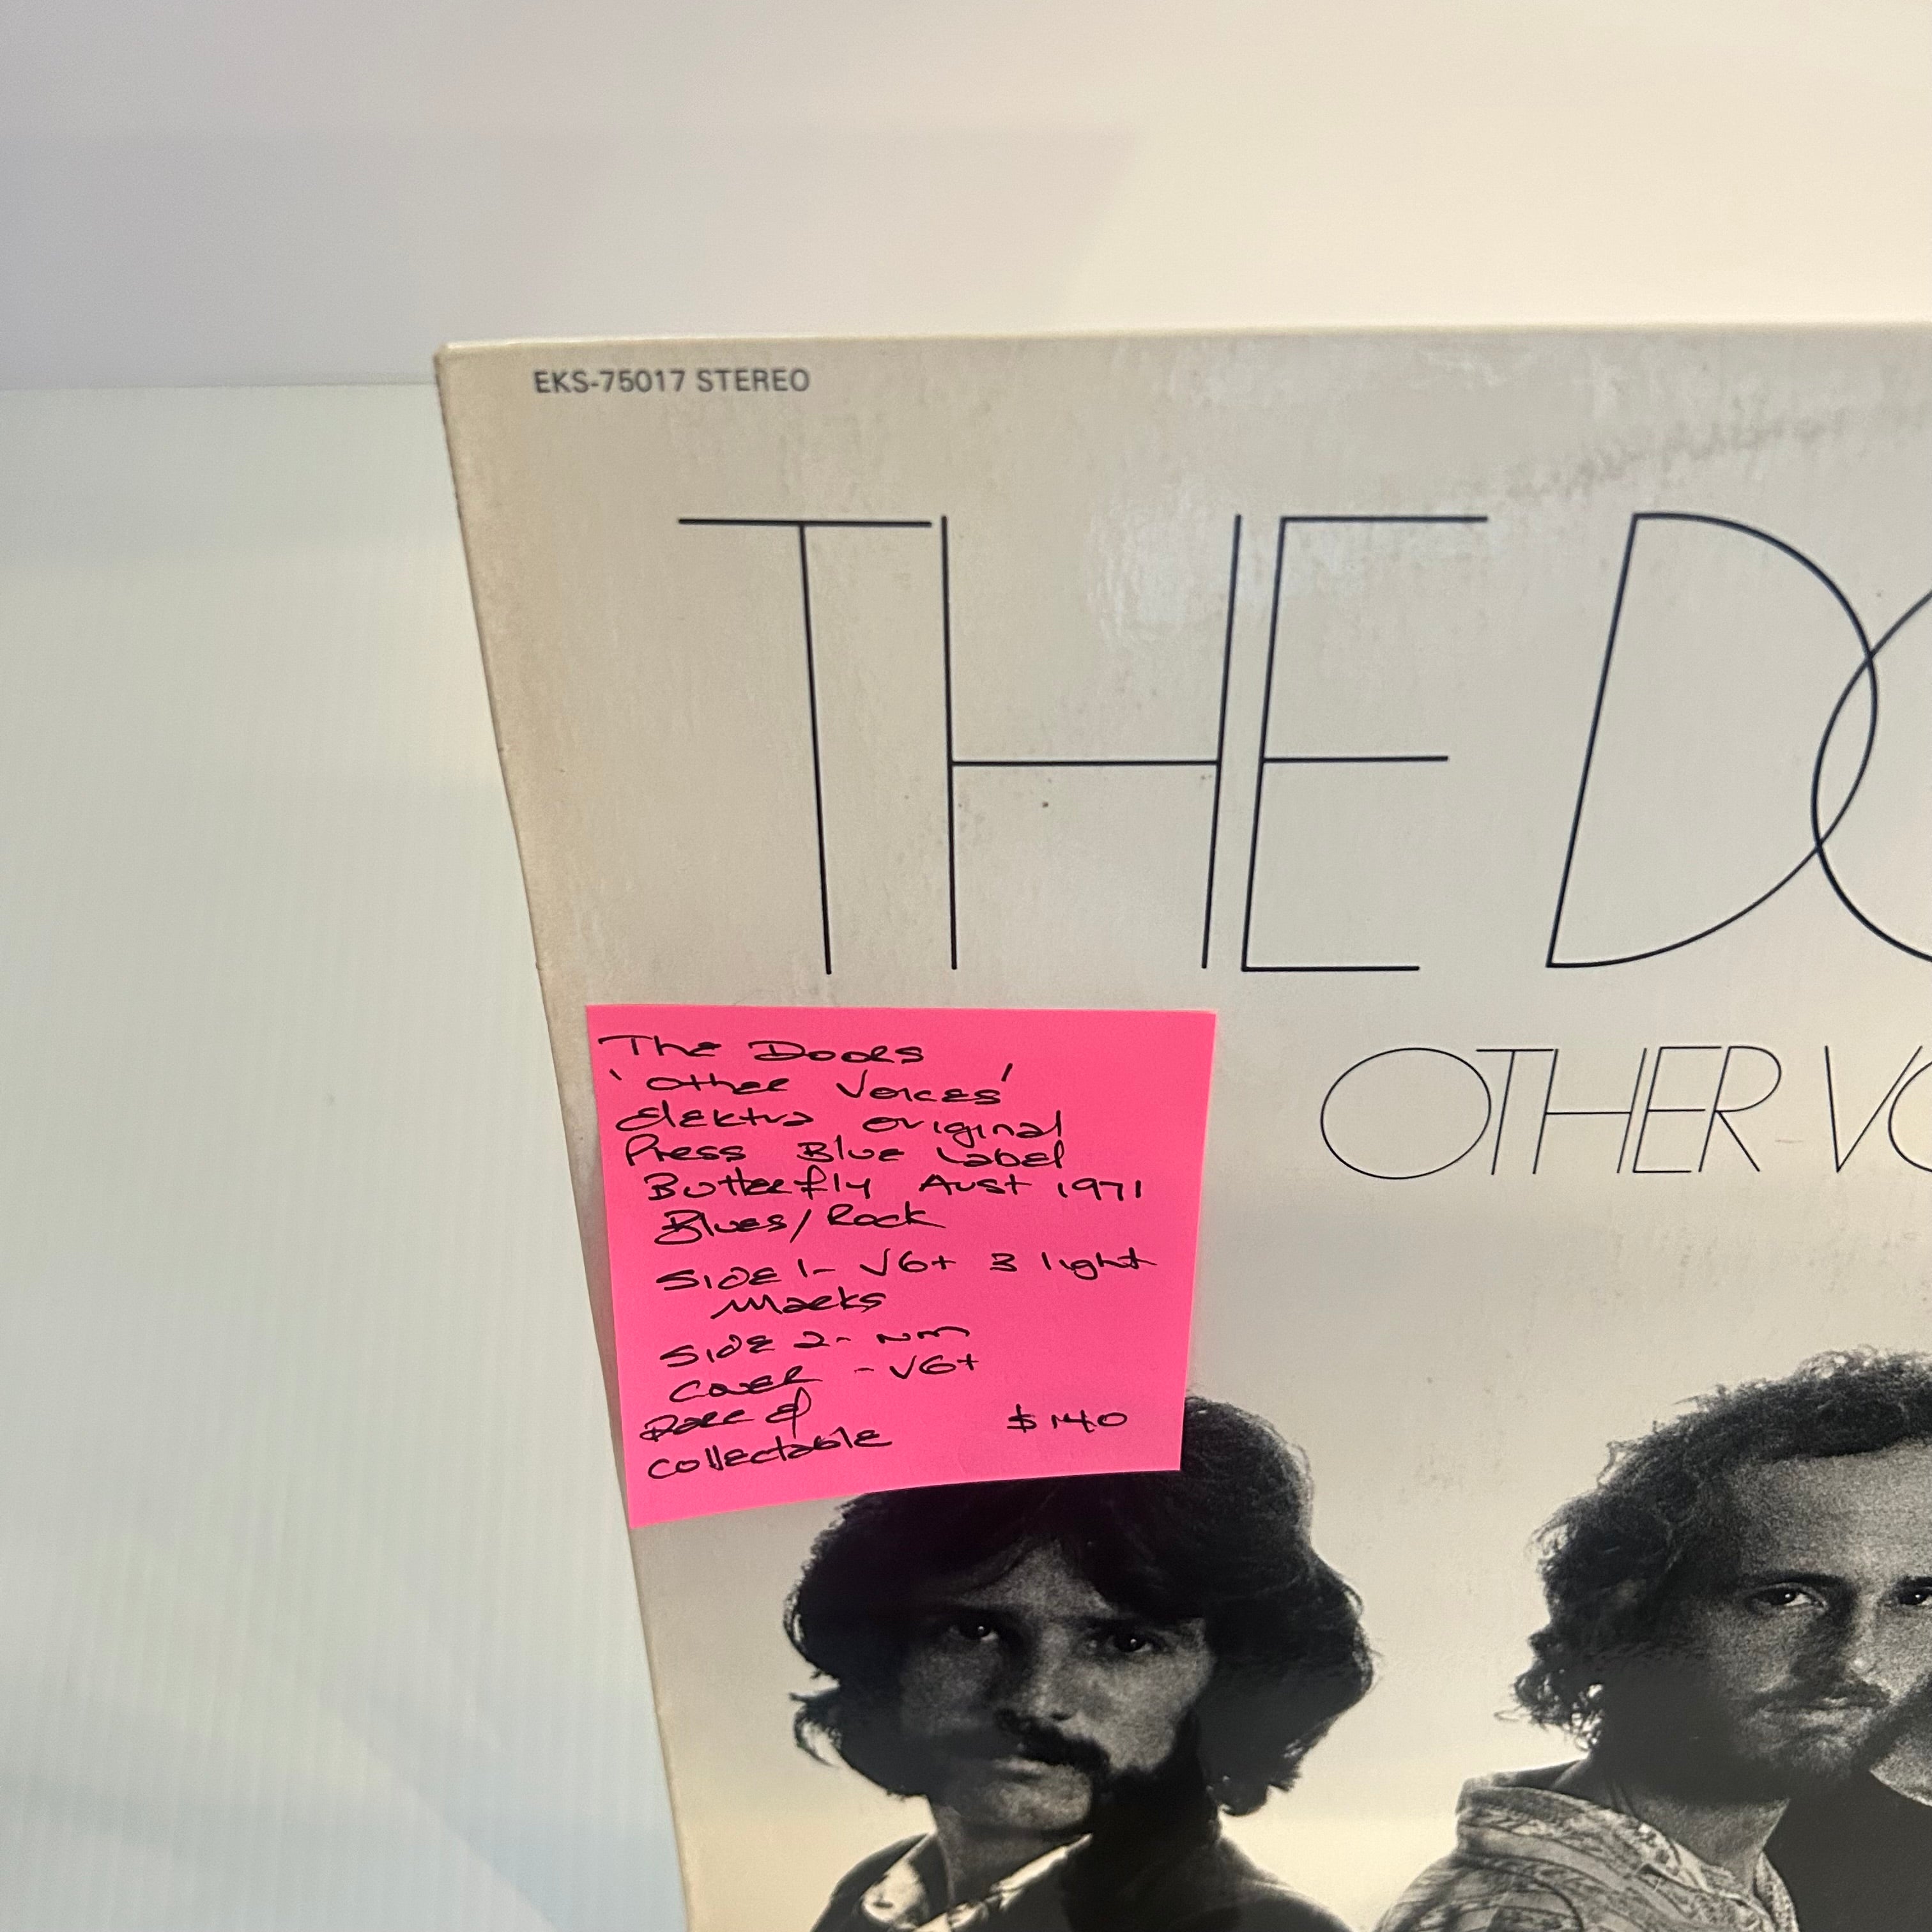 EKS-75017 STEREO
THE DO
OTHER VO
The Doors
'Other Voices'
Elektra original
Press Blue Label
Butterfly Aust 1971
Blues/Rock
Side 1- VG+ 3 light
Marks
Side 2- NM
Cover - VG+
Rare &
collectable $140